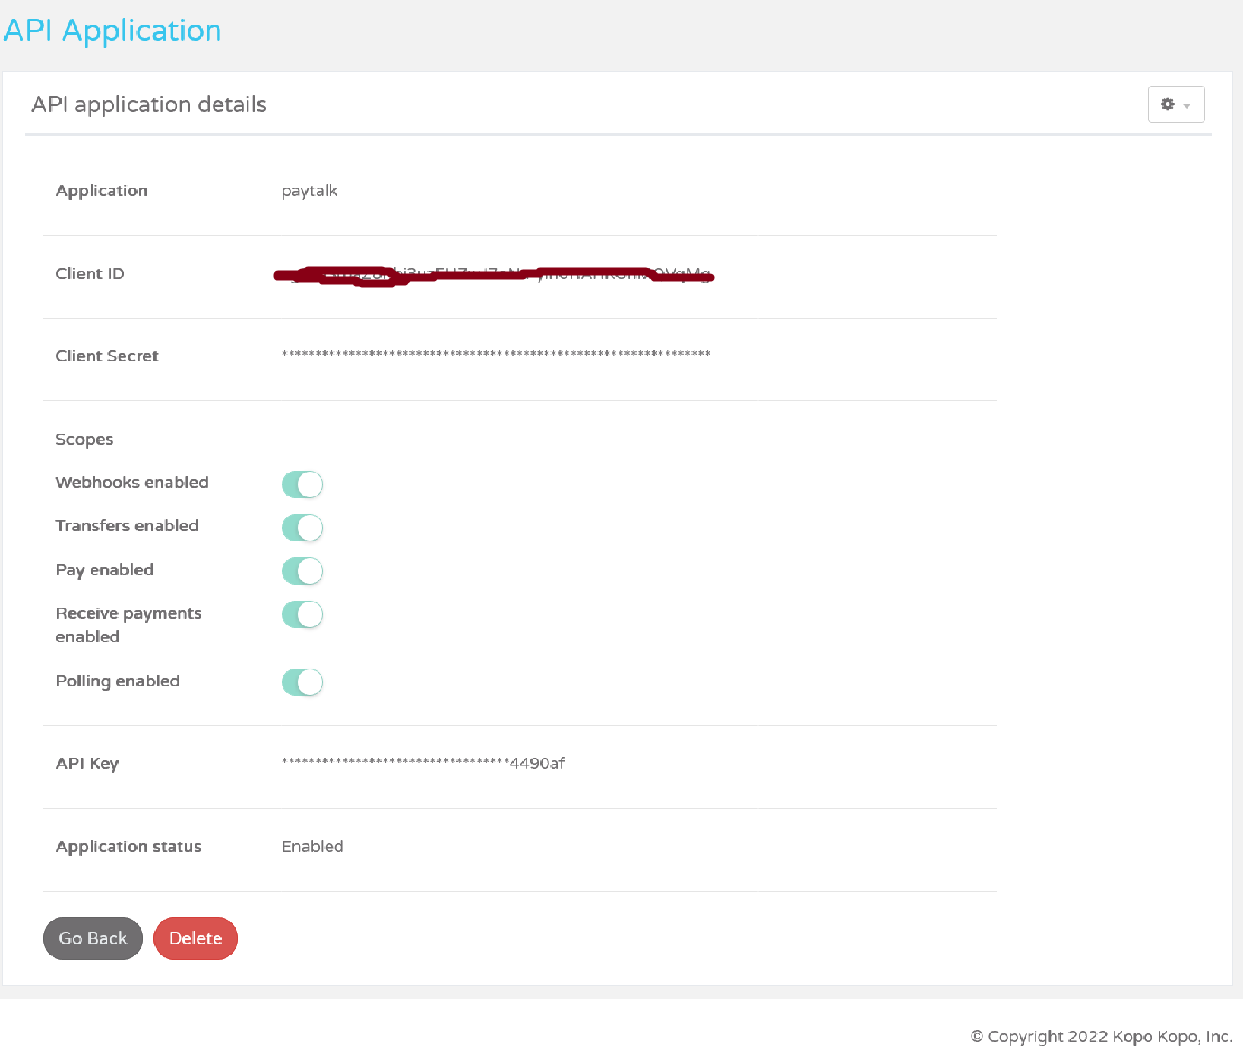 API Application
API application details
Application paytalk
Client ID
Client Secret ****************************************************************
Scopes
Webhooks enabled
Transfers enabled
Pay enabled
Receive payments
enabled
Polling enabled
API Key **********************************4490af
Application status Enabled
Go Back Delete
© Copyright 2022 Kopo Kopo, Inc.